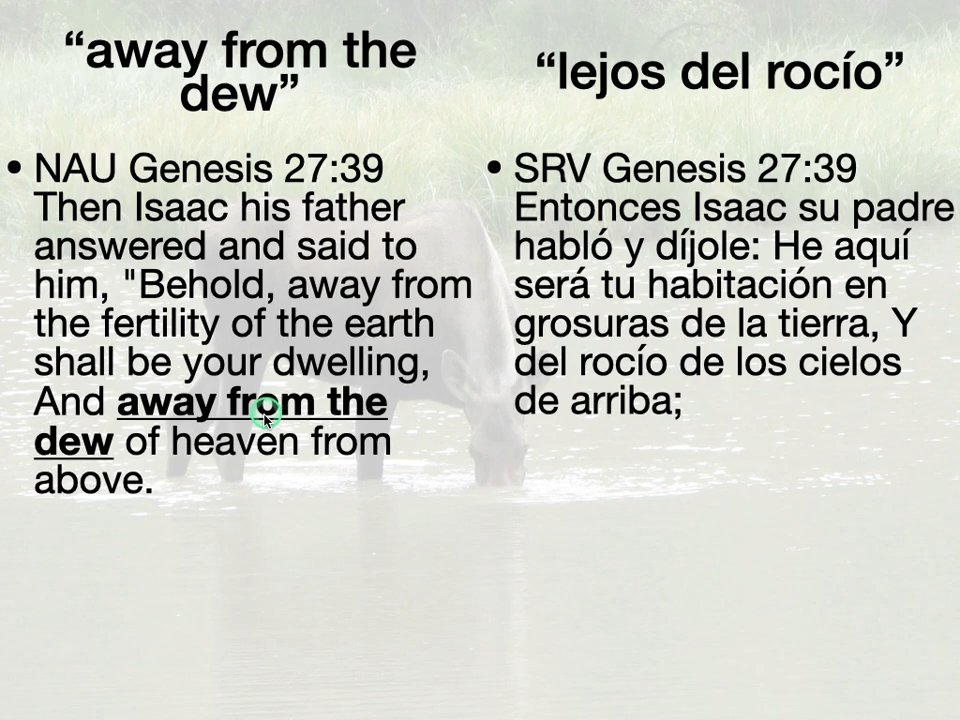 “away from the
dew”
• NAU Genesis 27:39
Then Isaac his father
answered and said to
him, "Behold, away from
the fertility of the earth
shall be your dwelling,
And away from the
dew of heaven from
above.
“lejos del rocío”
• SRV Genesis 27:39
Entonces Isaac su padre
habló y díjole: He aquí
será tu habitación en
grosuras de la tierra, Y
del rocío de los cielos
de arriba;